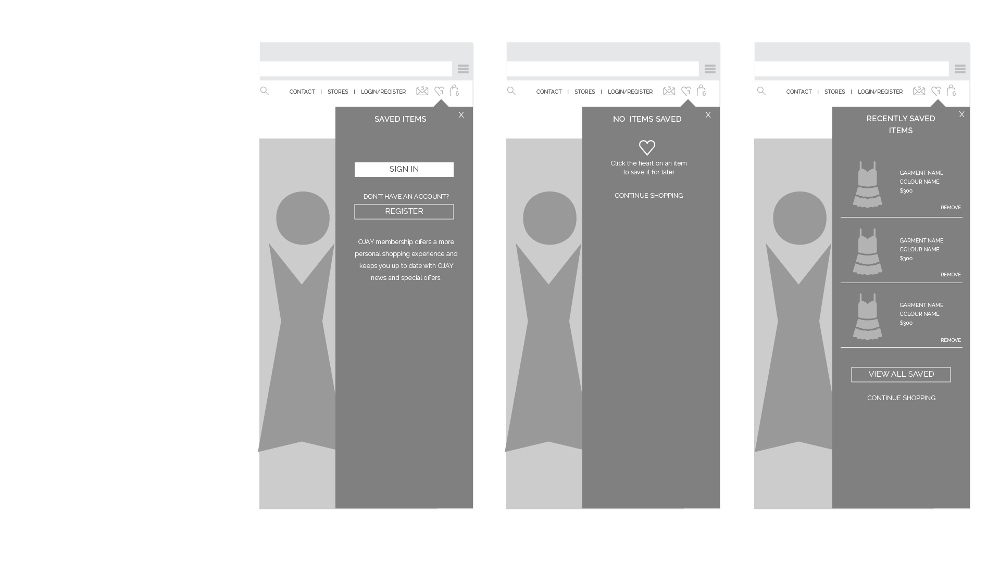 CONTACT | STORES | LOGIN/REGISTER 3 3 6
SAVED ITEMS X
SIGN IN
DON'T HAVE AN ACCOUNT?
REGISTER
OJAY membership offers a more
personal shopping experience and
keeps you up to date with OJAY
news and special offers.
CONTACT | STORES | LOGIN/REGISTER 3 3 6
NO ITEMS SAVED X
Click the heart on an item
to save it for later
CONTINUE SHOPPING
CONTACT | STORES | LOGIN/REGISTER 3 3 6
RECENTLY SAVED X
ITEMS
GARMENT NAME
COLOUR NAME
$300
REMOVE
GARMENT NAME
COLOUR NAME
$300
REMOVE
GARMENT NAME
COLOUR NAME
$300
REMOVE
VIEW ALL SAVED
CONTINUE SHOPPING